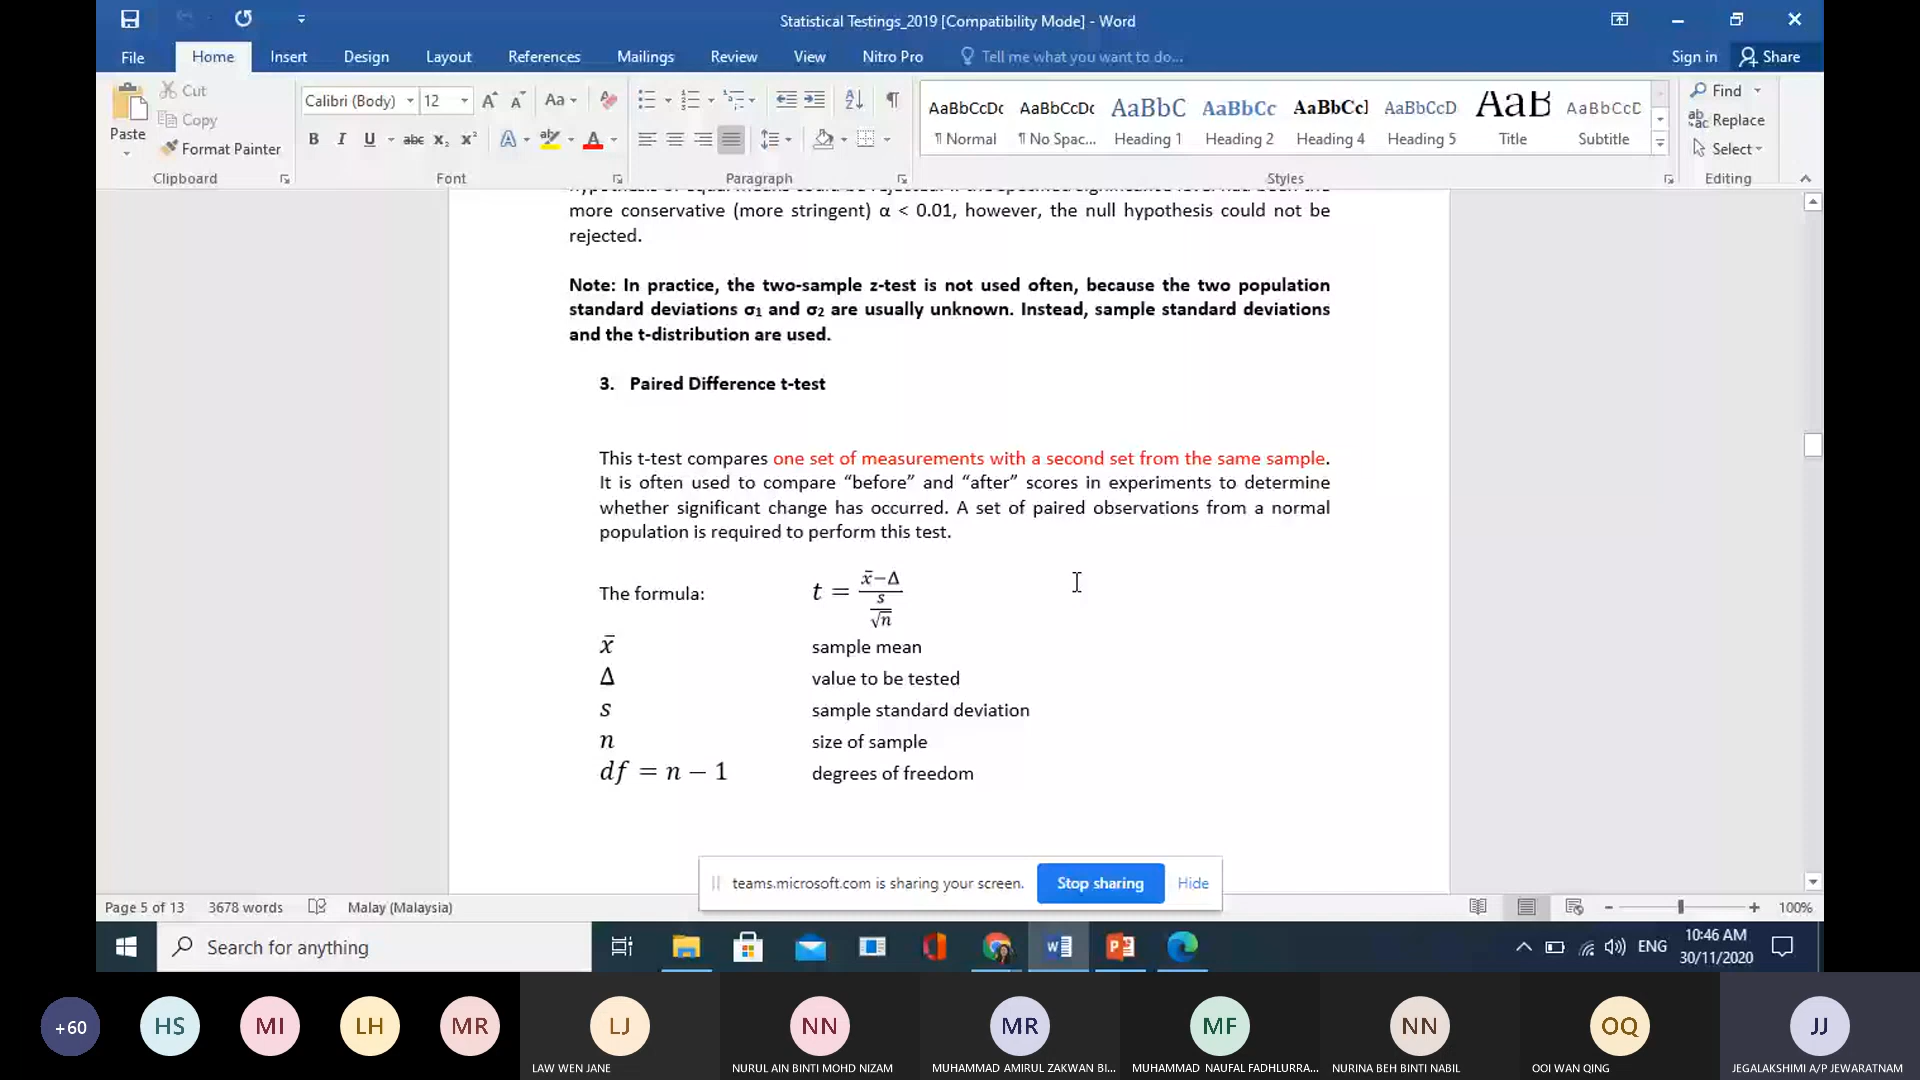 Statistical Testings_2019 [Compatibility Mode] - Word
File Home Insert Design Layout References Mailings Review View Nitro Pro Tell me what you want to do... Sign in Share
Paste
Cut
Copy
Format Painter
Clipboard
Calibri (Body) 12
Font
Paragraph
AaBbCcDc AaBbCcDc AaBbC AaBbCc AaBbCcI AaBbCcD AaB AaBbCcD
¶ Normal ¶ No Spac... Heading 1 Heading 2 Heading 4 Heading 5 Title Subtitle
Styles
Find
Replace
Select
Editing
more conservative (more stringent) α < 0.01, however, the null hypothesis could not be
rejected.
Note: In practice, the two-sample z-test is not used often, because the two population
standard deviations σ₁ and σ₂ are usually unknown. Instead, sample standard deviations
and the t-distribution are used.
3. Paired Difference t-test
This t-test compares one set of measurements with a second set from the same sample.
It is often used to compare “before” and “after” scores in experiments to determine
whether significant change has occurred. A set of paired observations from a normal
population is required to perform this test.
The formula: t = (x̄−Δ)/(s/√n)
x̄ sample mean
Δ value to be tested
s sample standard deviation
n size of sample
df = n − 1 degrees of freedom
teams.microsoft.com is sharing your screen. Stop sharing Hide
Page 5 of 13 3678 words Malay (Malaysia) 100%
Search for anything
ENG
10:46 AM
30/11/2020
+60 HS MI LH MR LJ NN MR MF NN OQ JJ
LAW WEN JANE NURUL AIN BINTI MOHD NIZAM MUHAMMAD AMIRUL ZAKWAN BI... MUHAMMAD NAUFAL FADHLURRA... NURINA BEH BINTI NABIL OOI WAN QING JEGALAKSHIMI A/P JEWARATNAM